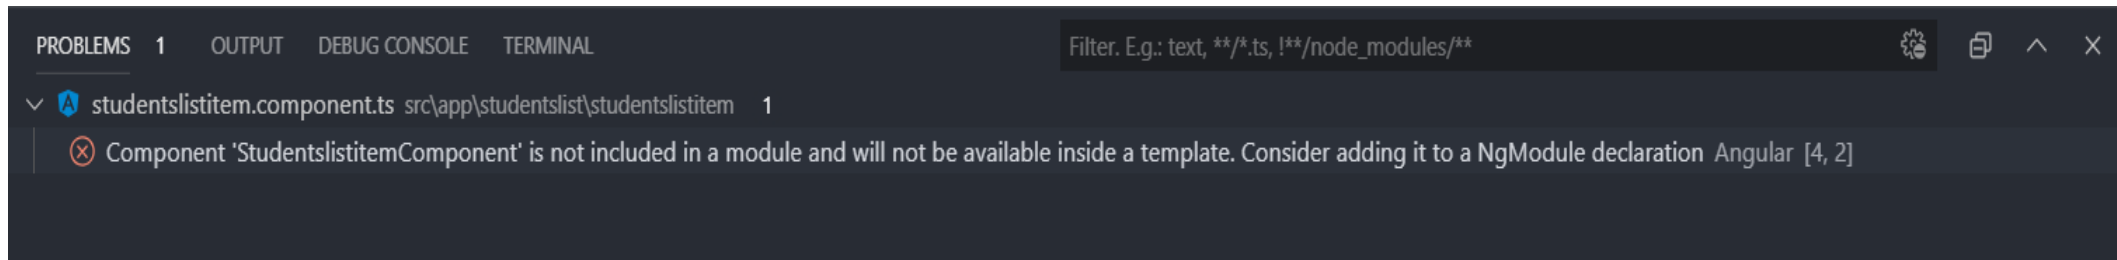 PROBLEMS 1 OUTPUT DEBUG CONSOLE TERMINAL Filter. E.g.: text, **/*.ts, !**/node_modules/**
studentslistitem.component.ts src\app\studentslist\studentslistitem 1
Component 'StudentslistitemComponent' is not included in a module and will not be available inside a template. Consider adding it to a NgModule declaration Angular [4, 2]